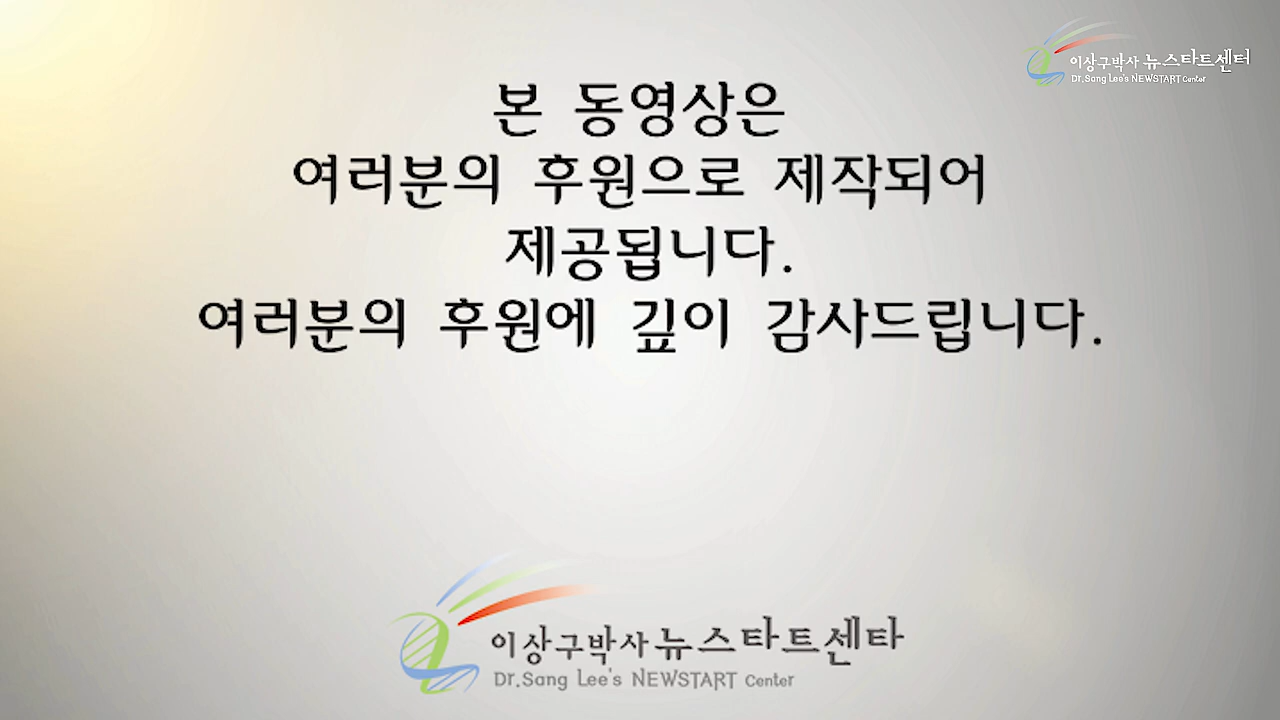 이상구박사 뉴스타트센터
Dr.Sang Lee's NEWSTART Center
본 동영상은
여러분의 후원으로 제작되어
제공됩니다.
여러분의 후원에 깊이 감사드립니다.
이상구박사 뉴스타트센타
Dr.Sang Lee's NEWSTART Center